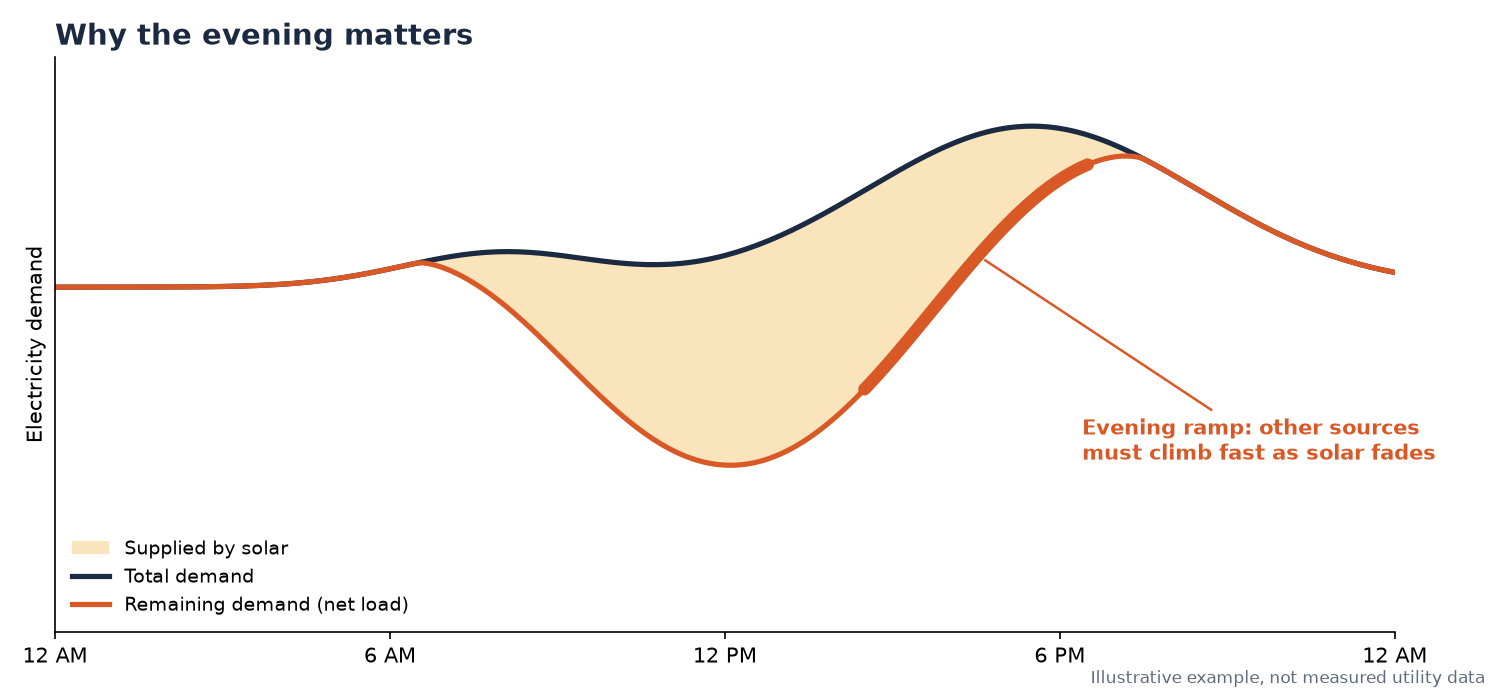 Why the evening matters
Electricity demand
Evening ramp: other sources
must climb fast as solar fades
Supplied by solar
Total demand
Remaining demand (net load)
12 AM
6 AM
12 PM
6 PM
12 AM
Illustrative example, not measured utility data